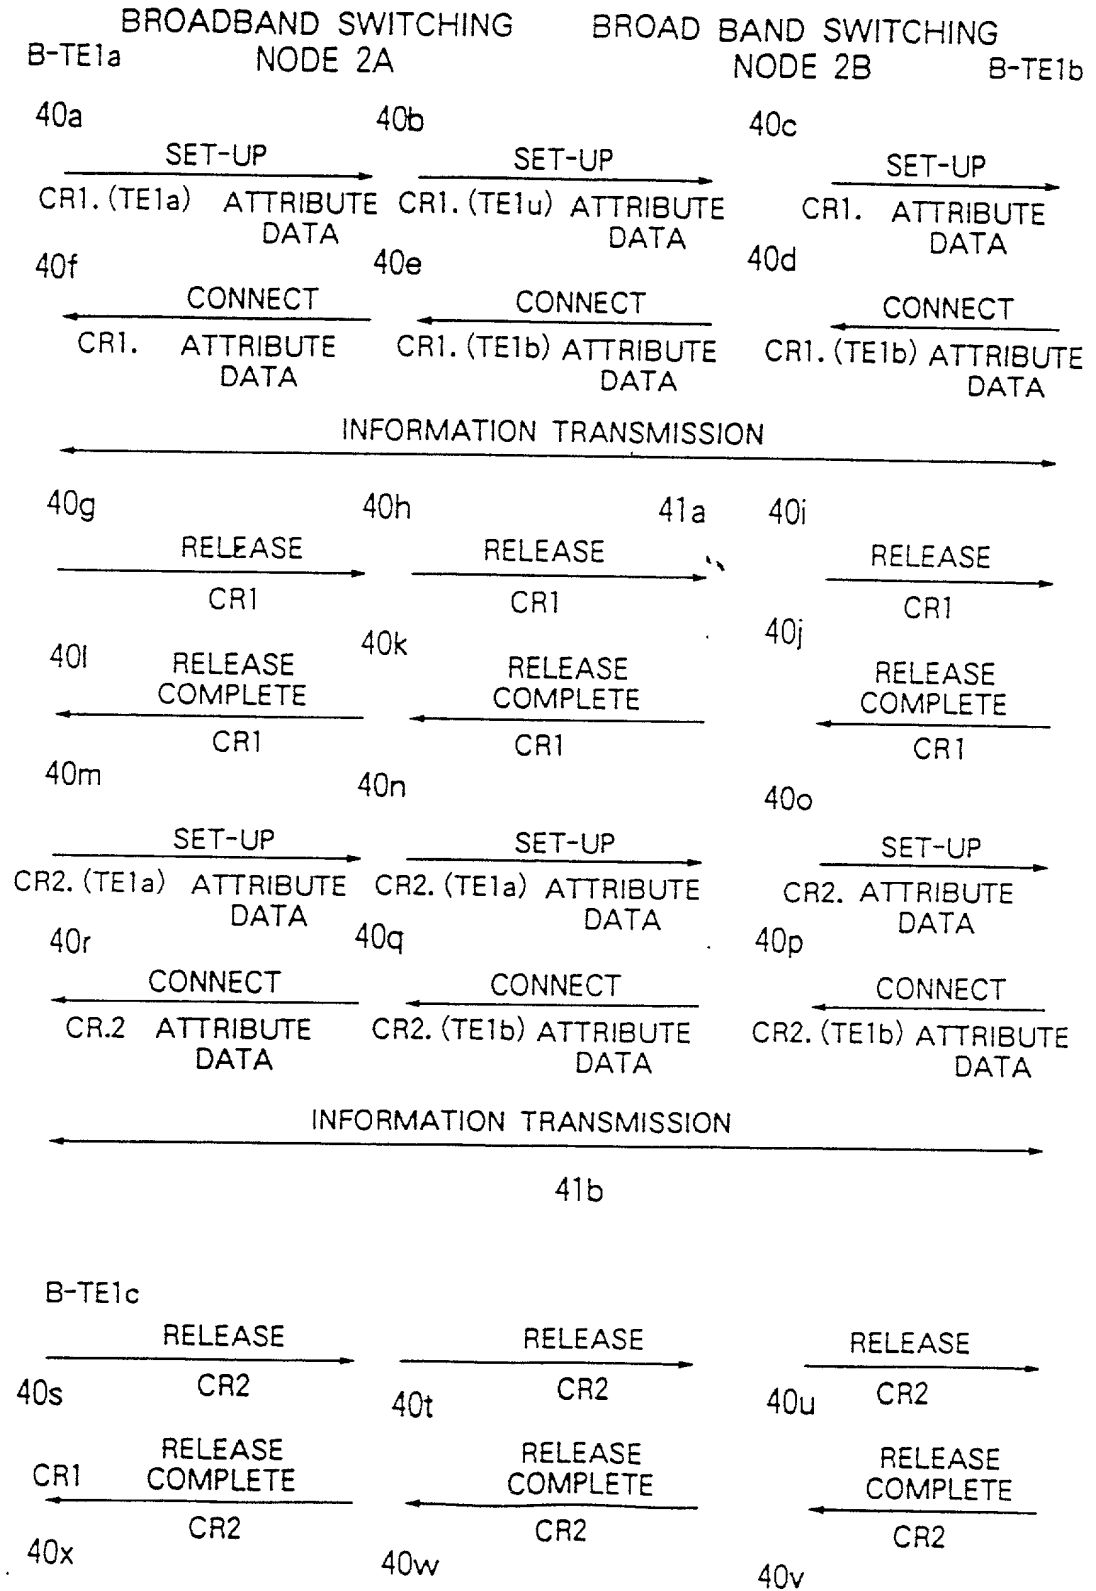 BROADBAND SWITCHING BROAD BAND SWITCHING
B-TE1a NODE 2A NODE 2B B-TE1b
40a 40b 40c
SET-UP SET-UP SET-UP
CR1.(TE1a) ATTRIBUTE CR1.(TE1u) ATTRIBUTE CR1. ATTRIBUTE
DATA DATA DATA
40f 40e 40d
CONNECT CONNECT CONNECT
CR1. ATTRIBUTE CR1.(TE1b) ATTRIBUTE CR1.(TE1b) ATTRIBUTE
DATA DATA DATA
INFORMATION TRANSMISSION
40g 40h 41a 40i
RELEASE RELEASE RELEASE
CR1 CR1 CR1
40l 40k 40j
RELEASE RELEASE RELEASE
COMPLETE COMPLETE COMPLETE
CR1 CR1 CR1
40m 40n 40o
SET-UP SET-UP SET-UP
CR2.(TE1a) ATTRIBUTE CR2.(TE1a) ATTRIBUTE CR2. ATTRIBUTE
DATA DATA DATA
40r 40q 40p
CONNECT CONNECT CONNECT
CR.2 ATTRIBUTE CR2.(TE1b) ATTRIBUTE CR2.(TE1b) ATTRIBUTE
DATA DATA DATA
INFORMATION TRANSMISSION
41b
B-TE1c
RELEASE RELEASE RELEASE
40s CR2 40t CR2 40u CR2
RELEASE RELEASE RELEASE
CR1 COMPLETE COMPLETE COMPLETE
CR2 CR2 CR2
40x 40w 40v